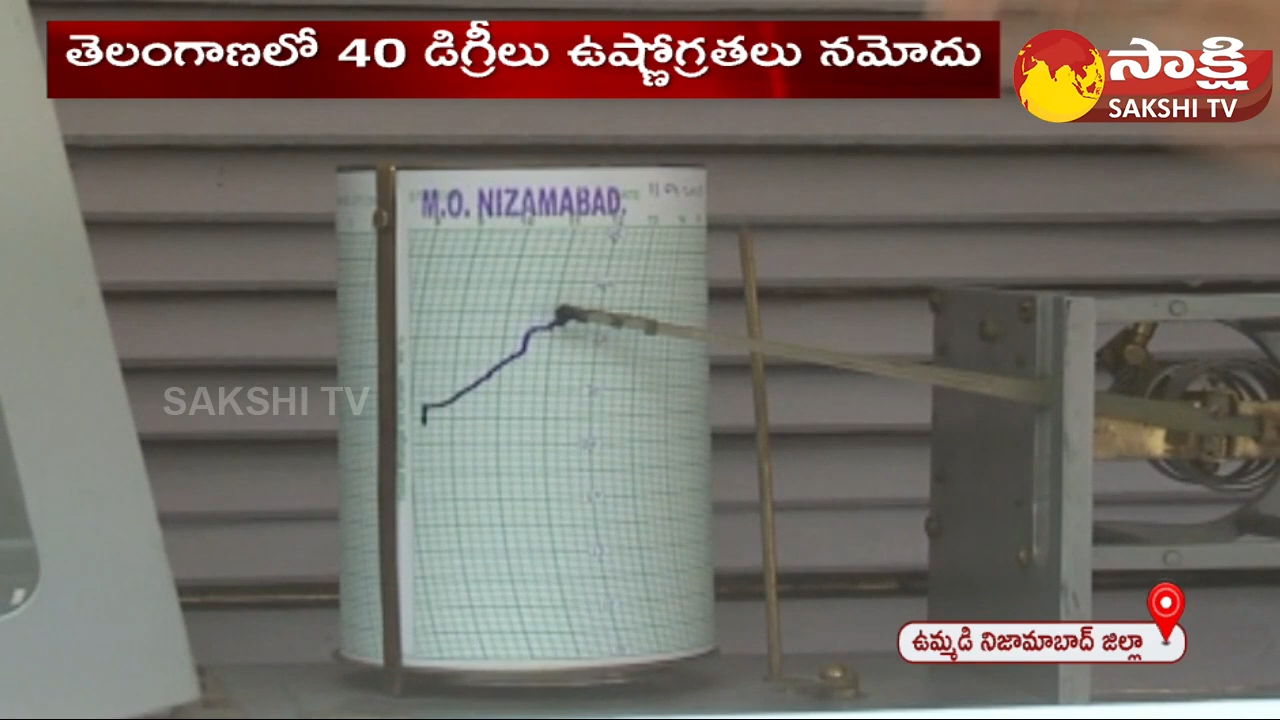 తెలంగాణలో 40 డిగ్రీలు ఉష్ణోగ్రతలు నమోదు
సాక్షి
SAKSHI TV
M.O. NIZAMABAD.
SAKSHI TV
ఉమ్మడి నిజామాబాద్ జిల్లా